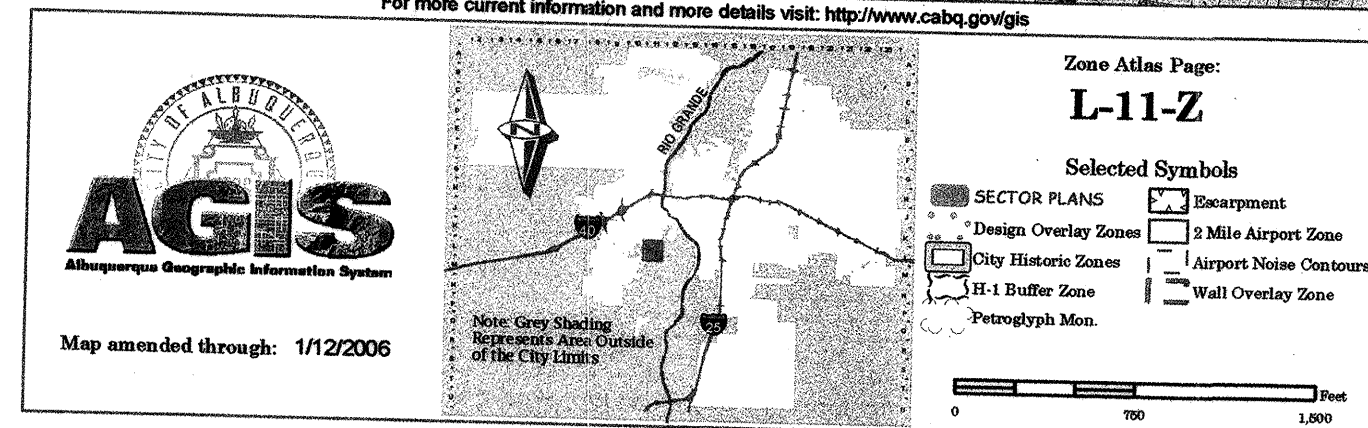 For more current information and more details visit: http://www.cabq.gov/gis
CITY OF ALBUQUERQUE
AGIS
Albuquerque Geographic Information System
Map amended through: 1/12/2006
N
RIO GRANDE
40
25
Note: Grey Shading
Represents Area Outside
of the City Limits
Zone Atlas Page:
L-11-Z
Selected Symbols
SECTOR PLANS
Design Overlay Zones
City Historic Zones
H-1 Buffer Zone
Petroglyph Mon.
Escarpment
2 Mile Airport Zone
Airport Noise Contours
Wall Overlay Zone
Feet
0 750 1,500